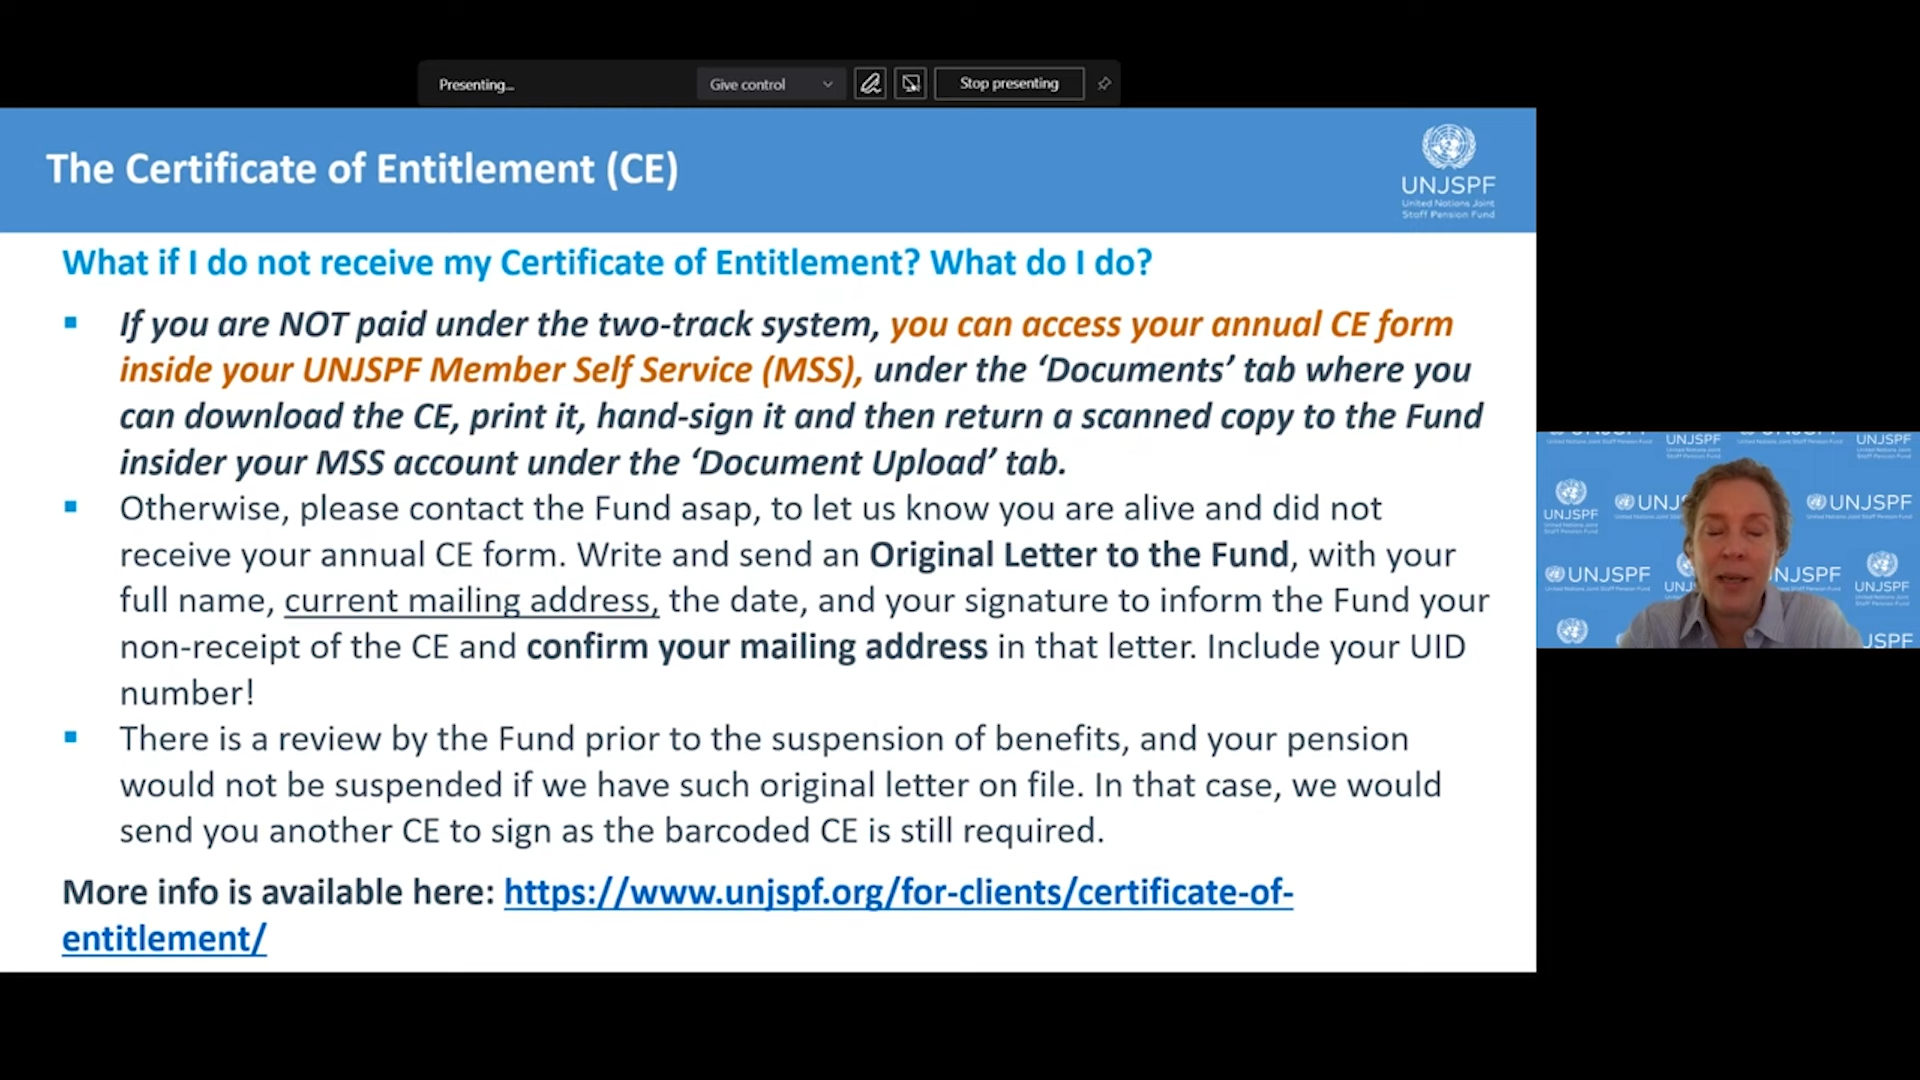 Presenting...
Give control
Stop presenting
The Certificate of Entitlement (CE)
UNJSPF
United Nations Joint
Staff Pension Fund
What if I do not receive my Certificate of Entitlement? What do I do?
If you are NOT paid under the two-track system, you can access your annual CE form
inside your UNJSPF Member Self Service (MSS), under the ‘Documents’ tab where you
can download the CE, print it, hand-sign it and then return a scanned copy to the Fund
insider your MSS account under the ‘Document Upload’ tab.
Otherwise, please contact the Fund asap, to let us know you are alive and did not
receive your annual CE form. Write and send an Original Letter to the Fund, with your
full name, current mailing address, the date, and your signature to inform the Fund your
non-receipt of the CE and confirm your mailing address in that letter. Include your UID
number!
There is a review by the Fund prior to the suspension of benefits, and your pension
would not be suspended if we have such original letter on file. In that case, we would
send you another CE to sign as the barcoded CE is still required.
More info is available here: https://www.unjspf.org/for-clients/certificate-of-
entitlement/
UNJSPF
UNJSPF
UNJS
UNJSPF
UNJSPF
UNJSPF
UNJ
NJSPF
UNJSPF
JSPF